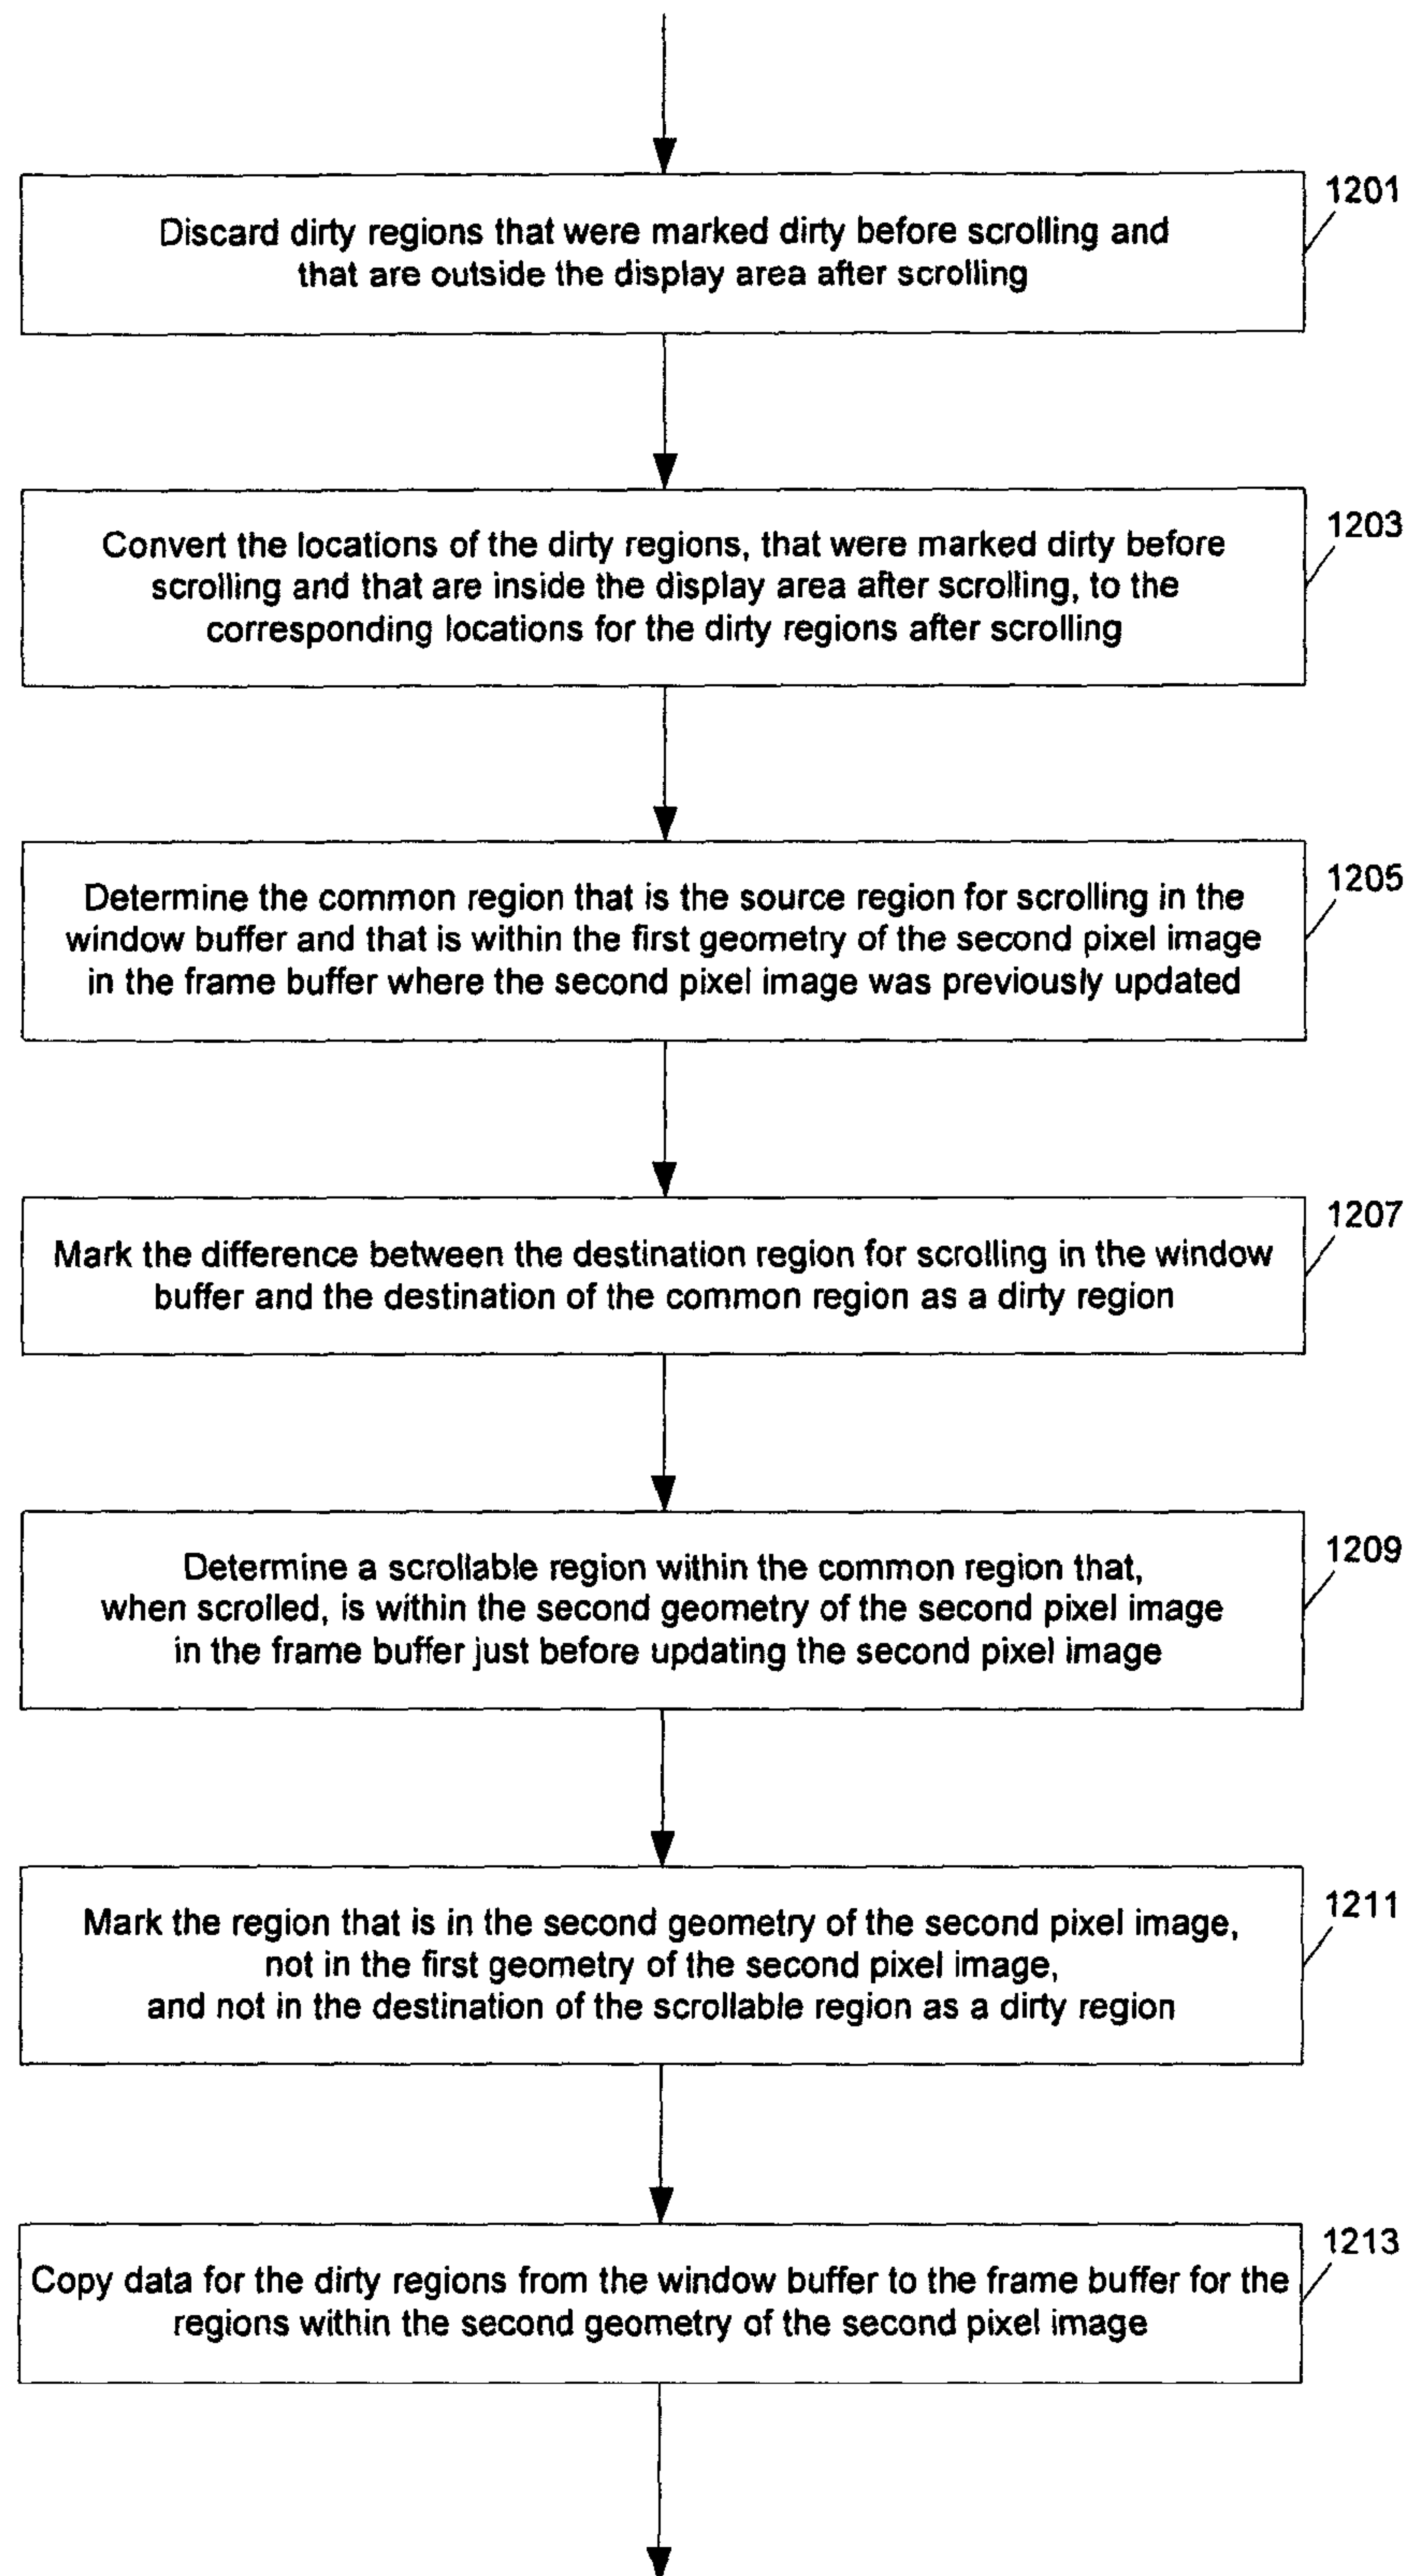 1201
Discard dirty regions that were marked dirty before scrolling and
that are outside the display area after scrolling
1203
Convert the locations of the dirty regions, that were marked dirty before
scrolling and that are inside the display area after scrolling, to the
corresponding locations for the dirty regions after scrolling
1205
Determine the common region that is the source region for scrolling in the
window buffer and that is within the first geometry of the second pixel image
in the frame buffer where the second pixel image was previously updated
1207
Mark the difference between the destination region for scrolling in the window
buffer and the destination of the common region as a dirty region
1209
Determine a scrollable region within the common region that,
when scrolled, is within the second geometry of the second pixel image
in the frame buffer just before updating the second pixel image
1211
Mark the region that is in the second geometry of the second pixel image,
not in the first geometry of the second pixel image,
and not in the destination of the scrollable region as a dirty region
1213
Copy data for the dirty regions from the window buffer to the frame buffer for the
regions within the second geometry of the second pixel image